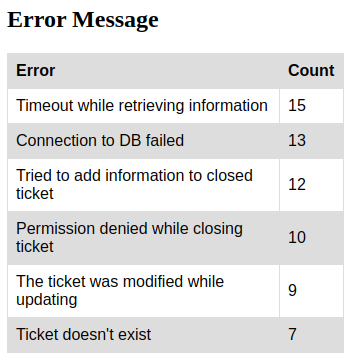 Error Message
Error Count
Timeout while retrieving information 15
Connection to DB failed 13
Tried to add information to closed
ticket 12
Permission denied while closing
ticket 10
The ticket was modified while
updating 9
Ticket doesn't exist 7